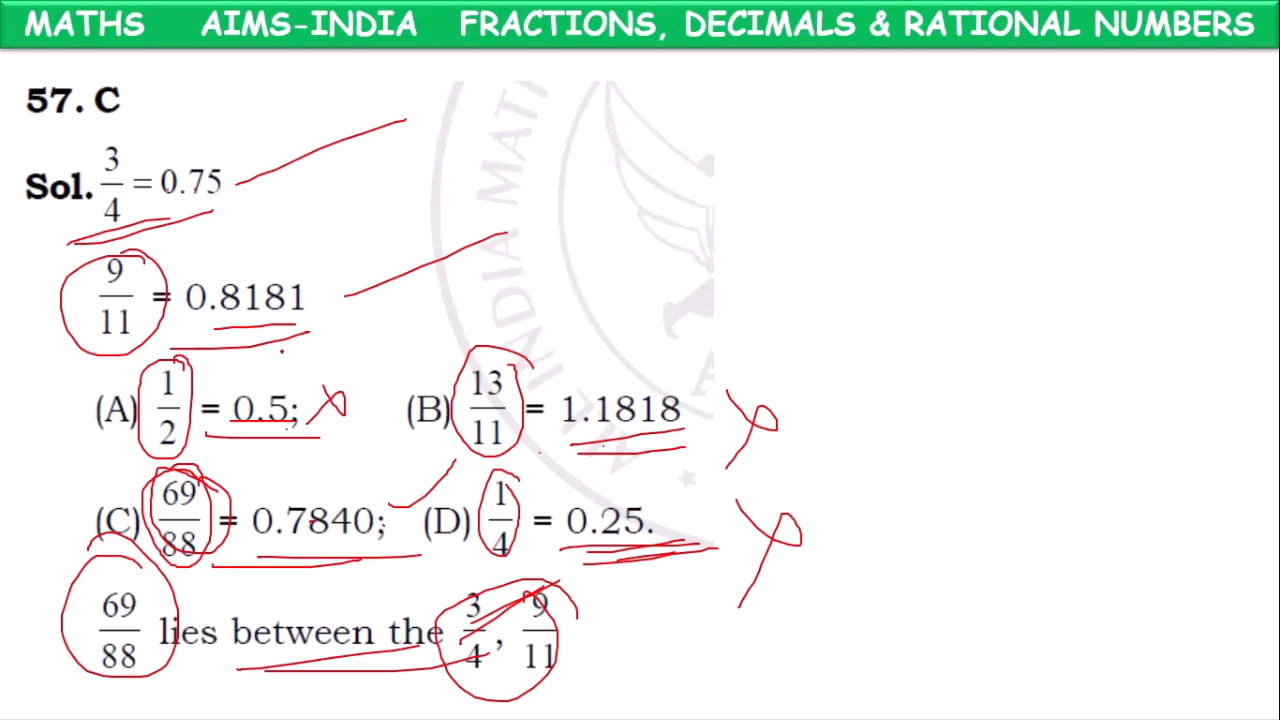 MATHS AIMS-INDIA FRACTIONS, DECIMALS & RATIONAL NUMBERS
57. C
Sol. 3/4 = 0.75
9/11 = 0.8181
(A) 1/2 = 0.5; (B) 13/11 = 1.1818
(C) 69/88 = 0.7840; (D) 1/4 = 0.25.
69/88 lies between the 3/4, 9/11
INDIA MAT